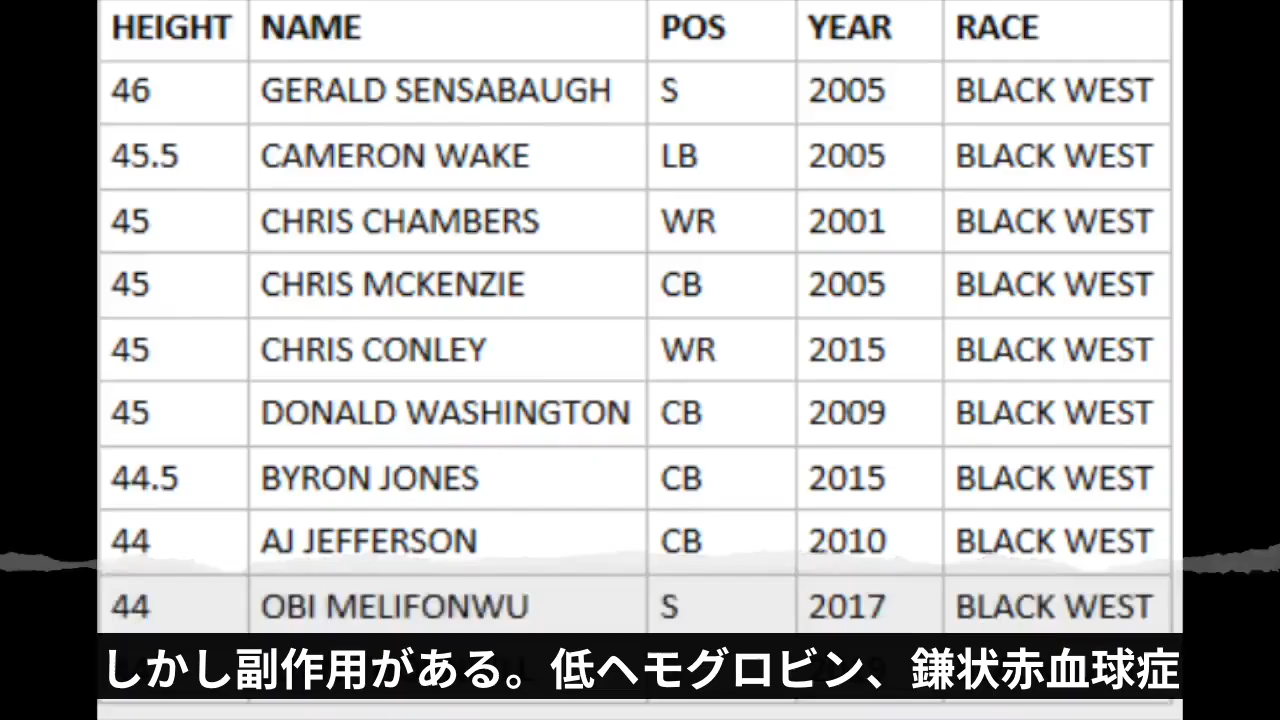 HEIGHT NAME POS YEAR RACE
46 GERALD SENSABAUGH S 2005 BLACK WEST
45.5 CAMERON WAKE LB 2005 BLACK WEST
45 CHRIS CHAMBERS WR 2001 BLACK WEST
45 CHRIS MCKENZIE CB 2005 BLACK WEST
45 CHRIS CONLEY WR 2015 BLACK WEST
45 DONALD WASHINGTON CB 2009 BLACK WEST
44.5 BYRON JONES CB 2015 BLACK WEST
44 AJ JEFFERSON CB 2010 BLACK WEST
44 OBI MELIFONWU S 2017 BLACK WEST
しかし副作用がある。低ヘモグロビン、鎌状赤血球症